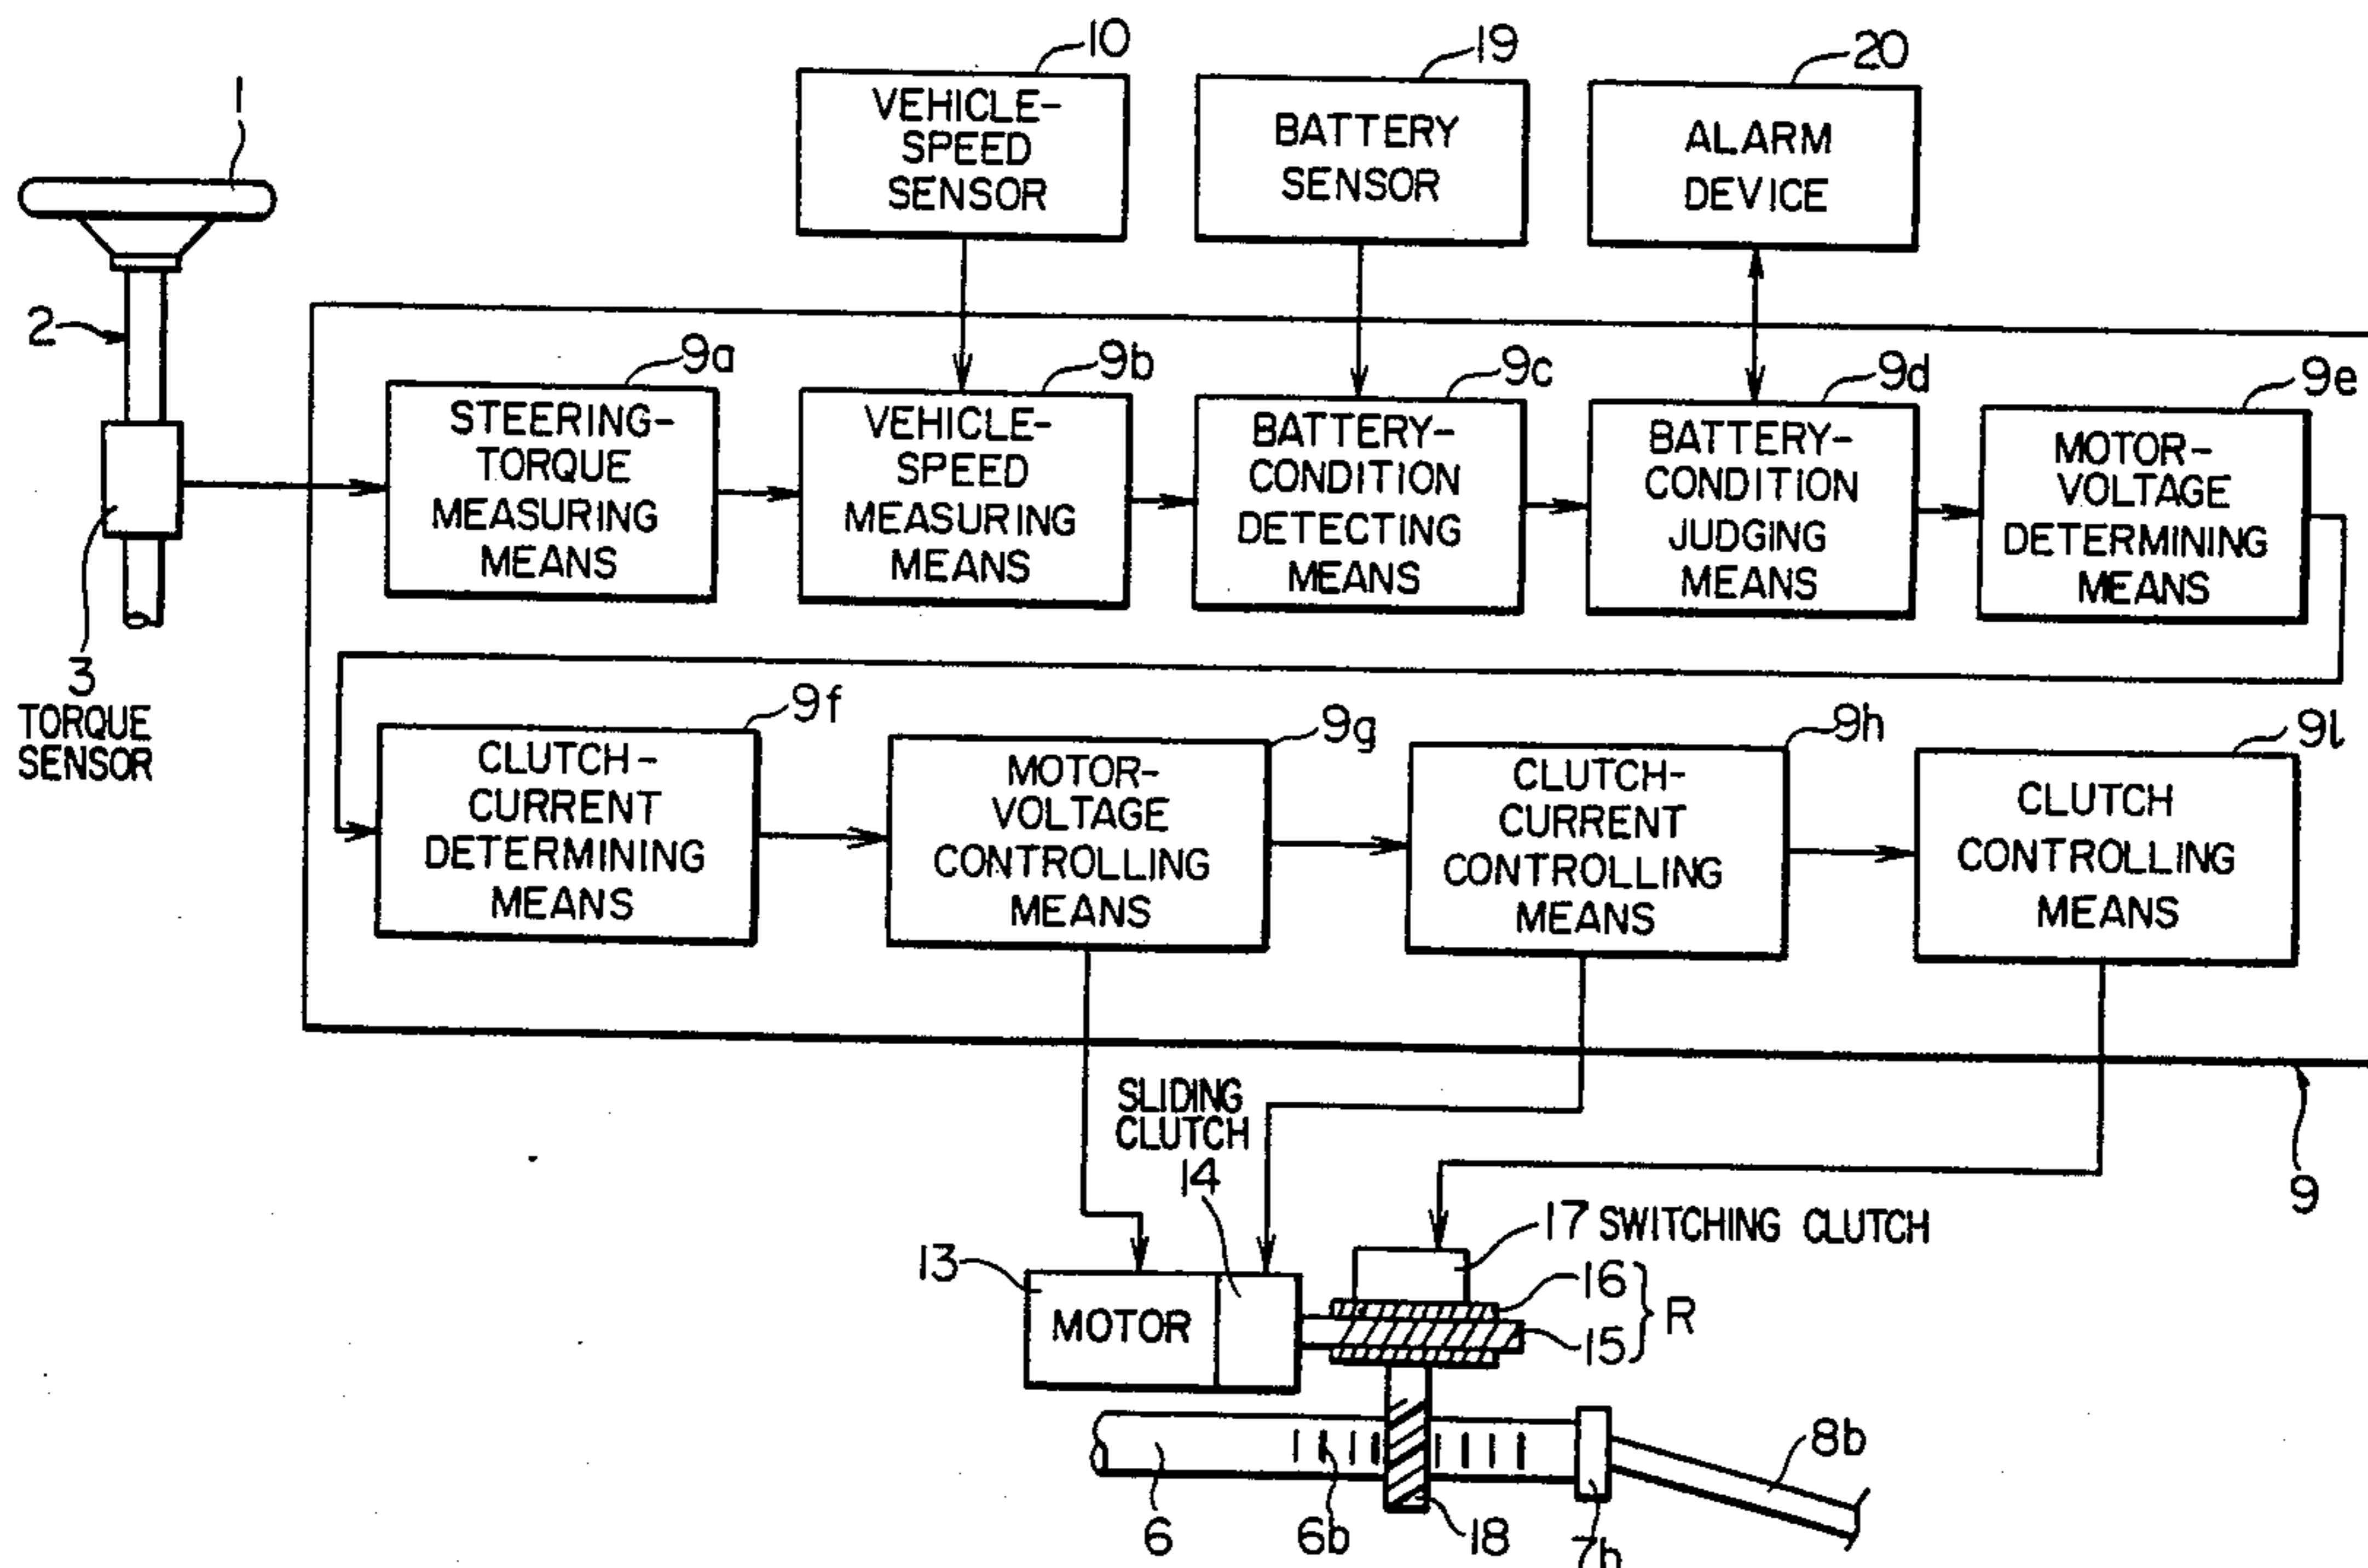 1
10
19
20
VEHICLE-
SPEED
SENSOR
BATTERY
SENSOR
ALARM
DEVICE
2
9a
9b
9c
9d
9e
STEERING-
TORQUE
MEASURING
MEANS
VEHICLE-
SPEED
MEASURING
MEANS
BATTERY-
CONDITION
DETECTING
MEANS
BATTERY-
CONDITION
JUDGING
MEANS
MOTOR-
VOLTAGE
DETERMINING
MEANS
3
TORQUE
SENSOR
9f
9g
9h
9i
CLUTCH-
CURRENT
DETERMINING
MEANS
MOTOR-
VOLTAGE
CONTROLLING
MEANS
CLUTCH-
CURRENT
CONTROLLING
MEANS
CLUTCH
CONTROLLING
MEANS
SLIDING
CLUTCH
14
9
17 SWITCHING CLUTCH
13
MOTOR
16
15
R
8b
6
6b
18
7b